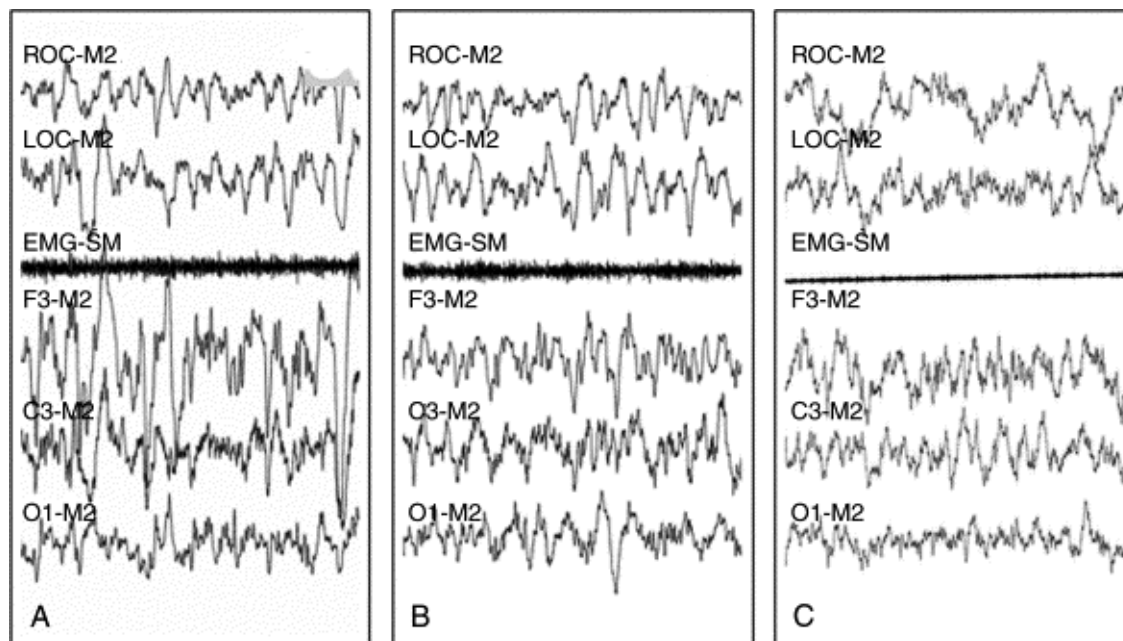 ROC-M2
LOC-M2
EMG-SM
F3-M2
C3-M2
O1-M2
A
ROC-M2
LOC-M2
EMG-SM
F3-M2
O3-M2
O1-M2
B
ROC-M2
LOC-M2
EMG-SM
F3-M2
C3-M2
O1-M2
C